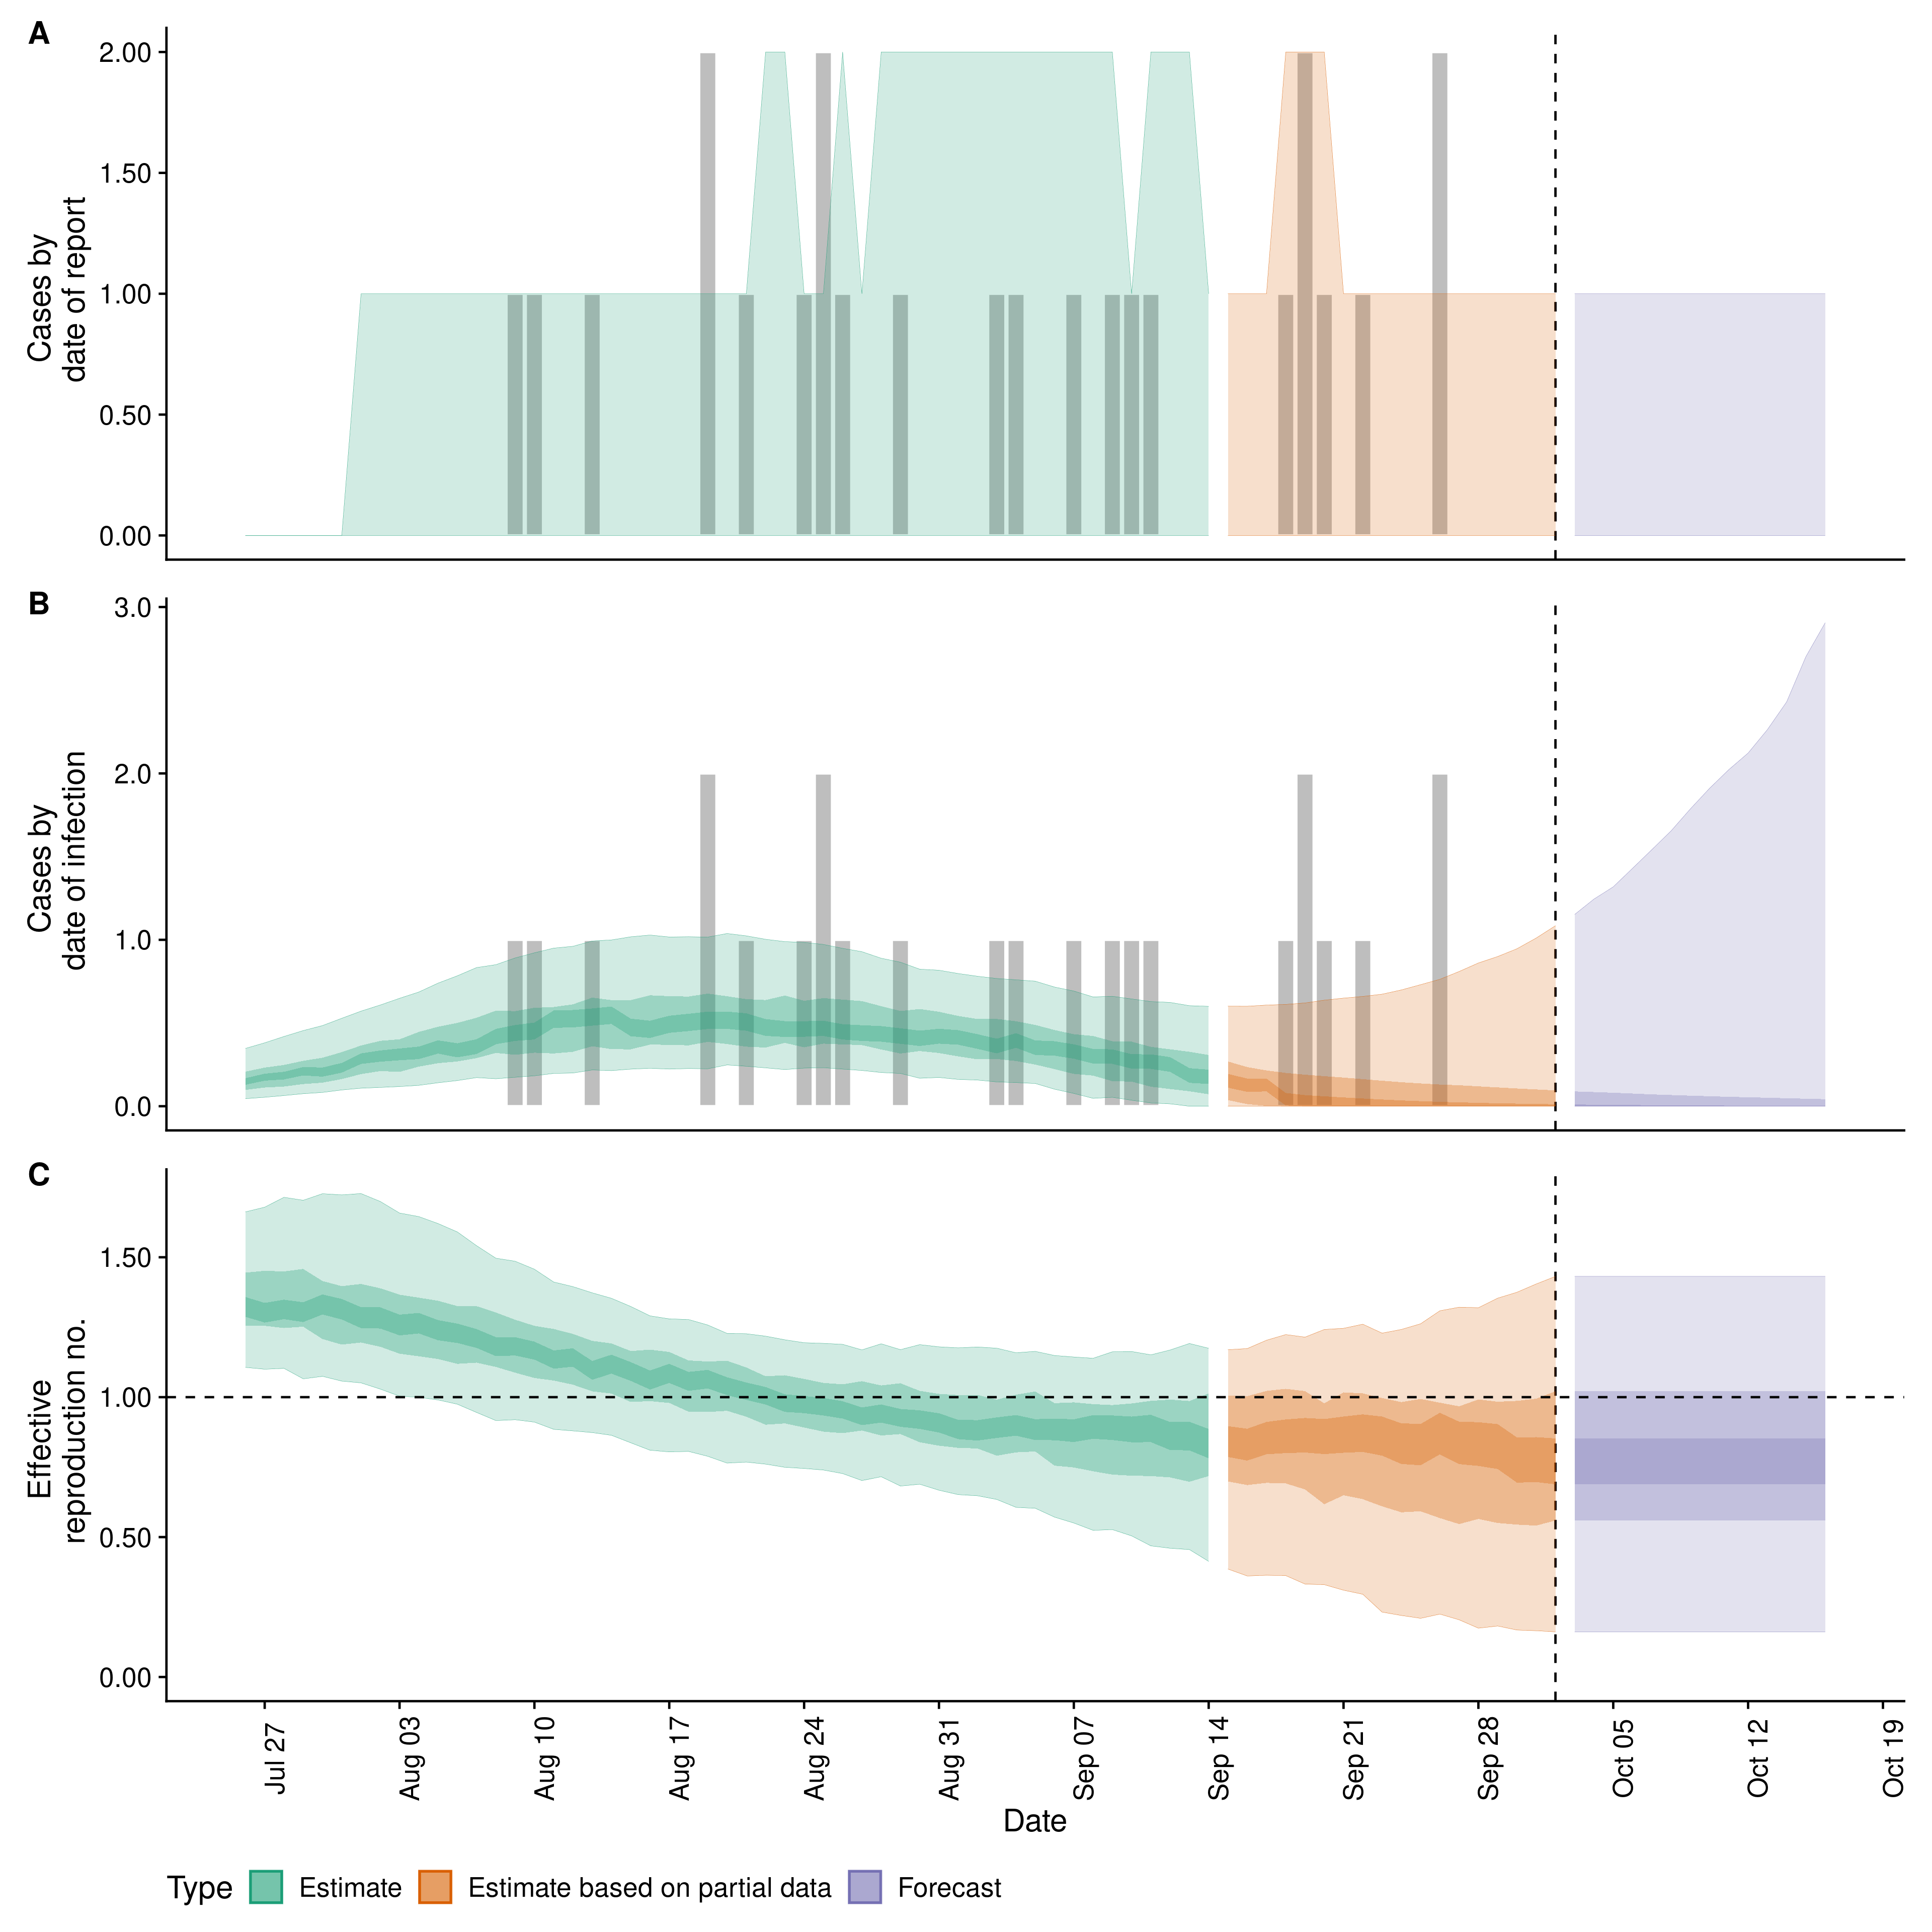 A
2.00
1.50
1.00
0.50
0.00
Cases by
date of report
B
3.0
2.0
1.0
0.0
Cases by
date of infection
C
1.50
1.00
0.50
0.00
Effective
reproduction no.
Jul 27
Aug 03
Aug 10
Aug 17
Aug 24
Aug 31
Sep 07
Sep 14
Sep 21
Sep 28
Oct 05
Oct 12
Oct 19
Date
Type Estimate Estimate based on partial data Forecast